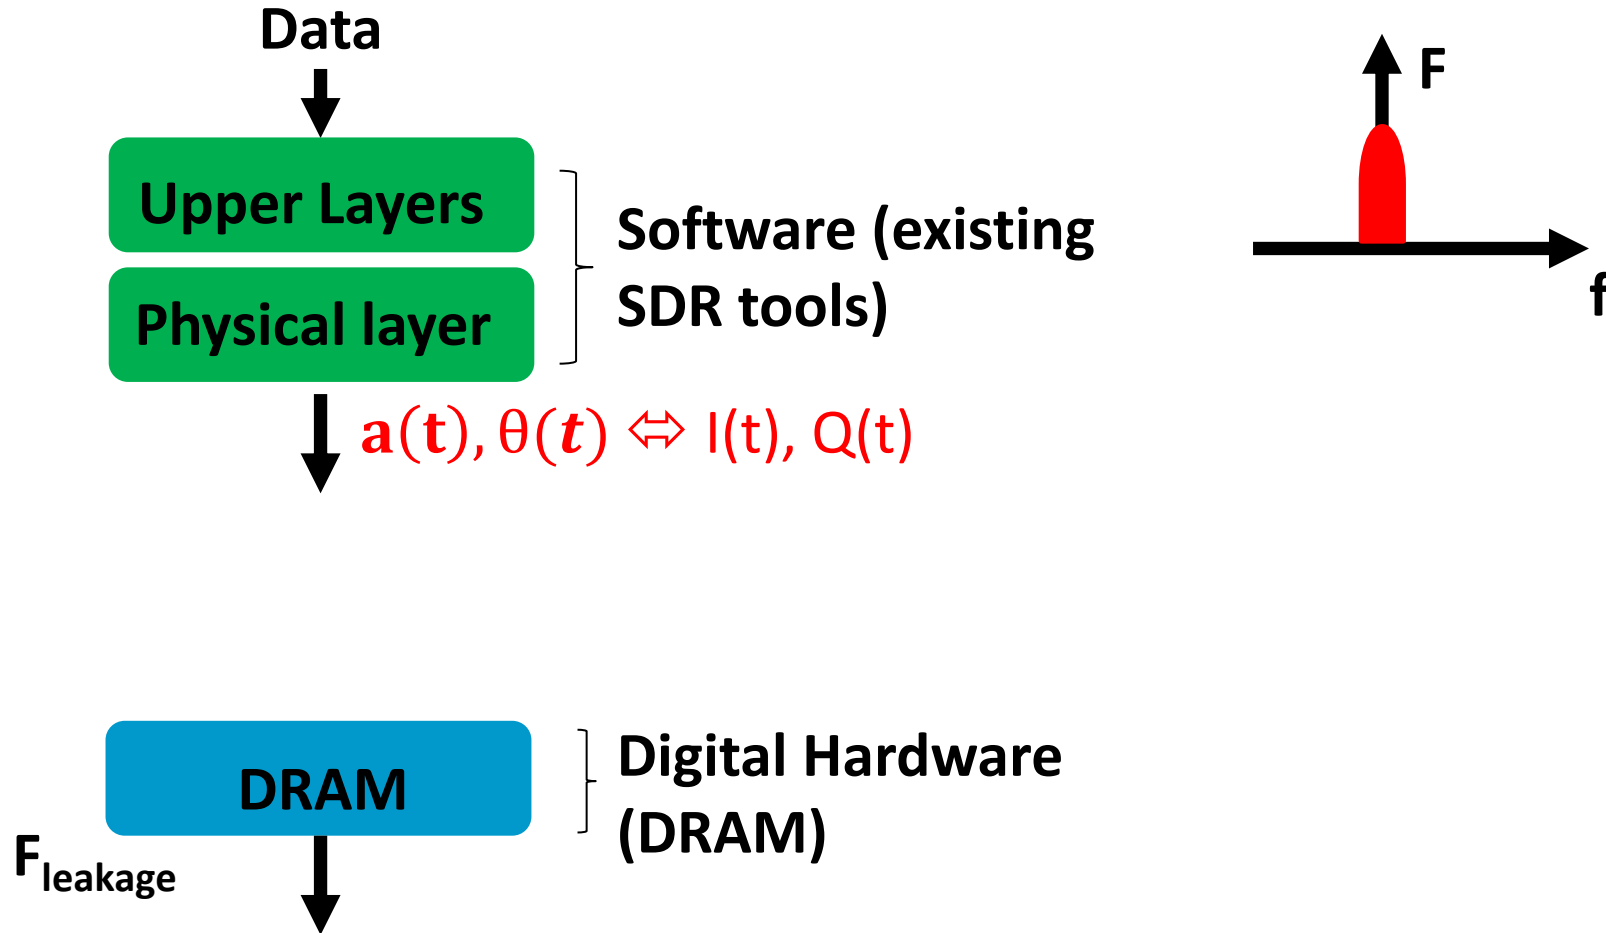 Data
F
Upper Layers
Software (existing
SDR tools)
f
Physical layer
a(t), θ(t) ⇔ I(t), Q(t)
DRAM
Digital Hardware
(DRAM)
F_leakage